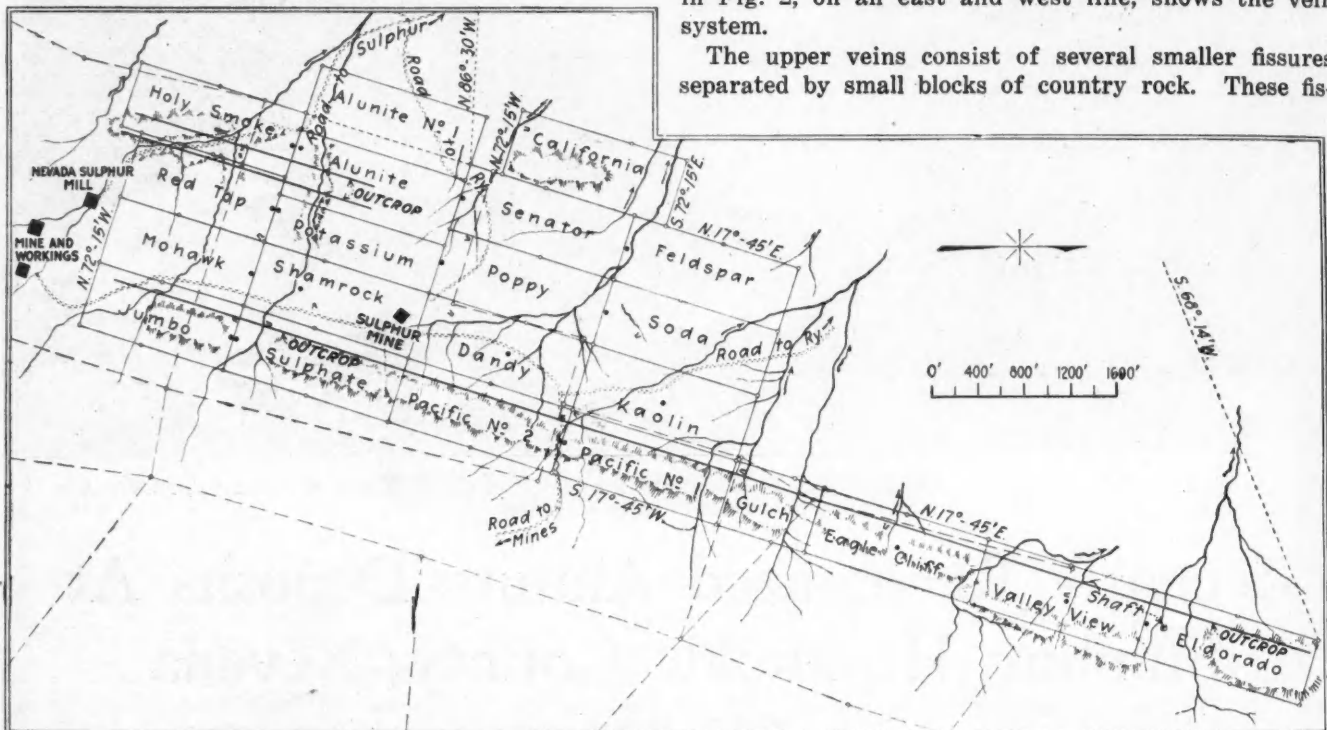 in Fig. 2, on an east and west line, shows the vein
system.
The upper veins consist of several smaller fissures
separated by small blocks of country rock. These fis-
Sulphur
Road to
Road
N. 86°-30'W.
Holy Smoke
Alunite Nº 1
California
NEVADA SULPHUR
MILL
Red Top
Alunite
OUTCROP
to
Ry.
N.72°-15'W.
Senator
S. 72°-15'E.
N.17°-45'E.
Feldspar
MINE AND
WORKINGS
N. 72°-15'W.
Mohawk
Potassium
Poppy
Shamrock
SULPHUR
MINE
Soda
Road to Ry.
Jumbo
OUTCROP
Sulphate
Dandy
Kaolin
Pacific Nº 2
Pacific Nº 1
S. 17°-45'W.
Gulch
Road to
Mines
Eagle Cliff
N.17°-45'E.
Valley View
Shaft
Eldorado
OUTCROP
S. 68°-14'W.
0' 400' 800' 1200' 1600'